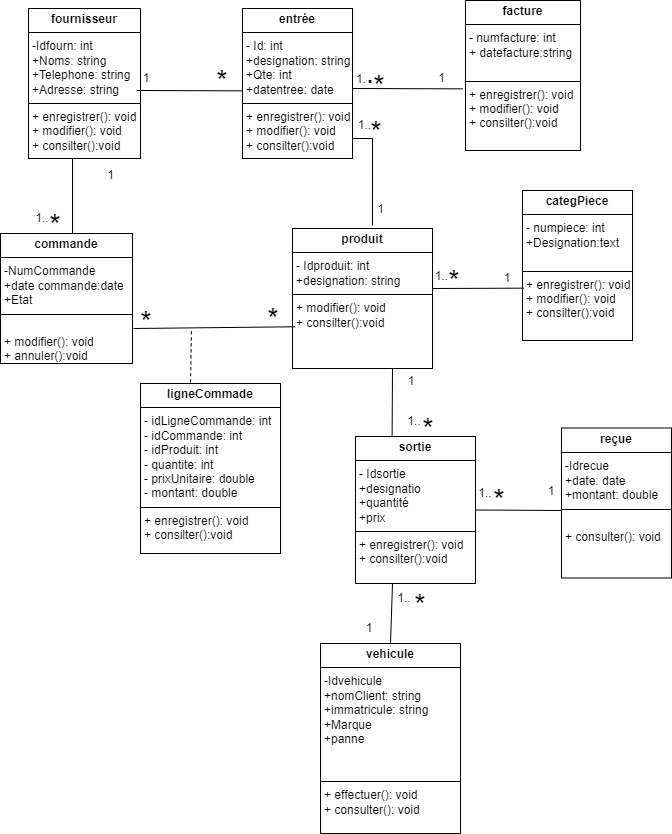 fournisseur
-Idfourn: int
+Noms: string
+Telephone: string
+Adresse: string
+ enregistrer(): void
+ modifier(): void
+ consilter():void
entrée
- Id: int
+designation: string
+Qte: int
+datentree: date
+ enregistrer(): void
+ modifier(): void
+ consilter():void
facture
- numfacture: int
+ datefacture:string
+ enregistrer(): void
+ modifier(): void
+ consilter():void
1
*
1..*
1
1..*
1
1
1..*
commande
-NumCommande
+date commande:date
+Etat
+ modifier(): void
+ annuler():void
produit
- Idproduit: int
+designation: string
+ modifier(): void
+ consilter():void
categPiece
- numpiece: int
+Designation:text
+ enregistrer(): void
+ modifier(): void
+ consilter():void
1..*
1
*
*
ligneCommade
- idLigneCommande: int
- idCommande: int
- idProduit: int
- quantite: int
- prixUnitaire: double
- montant: double
+ enregistrer(): void
+ consilter():void
1
1..*
sortie
- Idsortie
+designatio
+quantité
+prix
+ enregistrer(): void
+ consilter():void
1..*
1
reçue
-Idrecue
+date: date
+montant: double
+ consulter(): void
1..*
1
vehicule
-Idvehicule
+nomClient: string
+immatricule: string
+Marque
+panne
+ effectuer(): void
+ consulter(): void